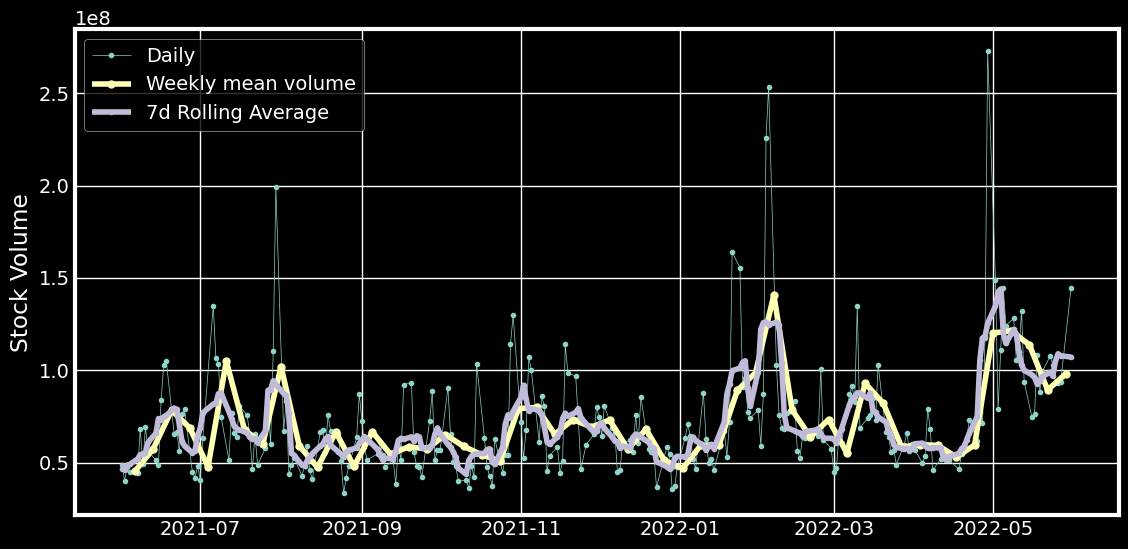 1e8
Daily
Weekly mean volume
7d Rolling Average
Stock Volume
2.5
2.0
1.5
1.0
0.5
2021-07
2021-09
2021-11
2022-01
2022-03
2022-05